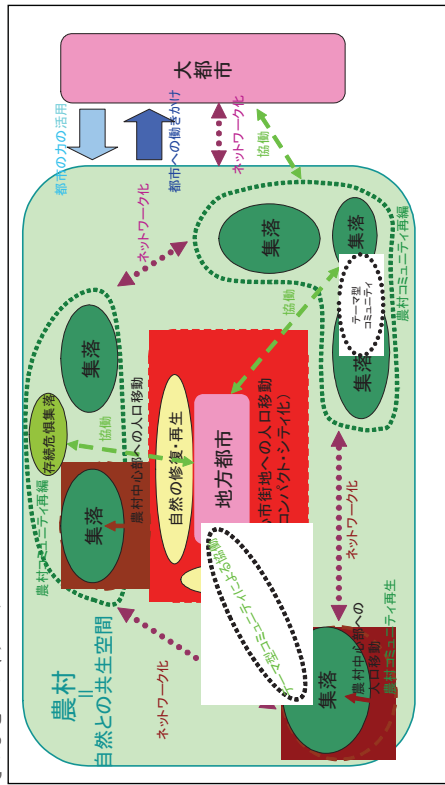 農村
＝
自然との共生空間
ネットワーク化
農村コミュニティ再編
存続危惧集落
集落
集落
協働
農村中心部への人口移動
ネットワーク化
都市の力の活用
都市への働きかけ
大都市
ネットワーク化
協働
自然の修復・再生
地方都市
市街地への人口移動
コンパクト・シティ化）
テーマ型コミュニティによる協働
協働
集落
集落
集落
テーマ型
コミュニティ
農村コミュニティ再編
ネットワーク化
集落
農村中心部への
人口移動
農村コミュニティ再生